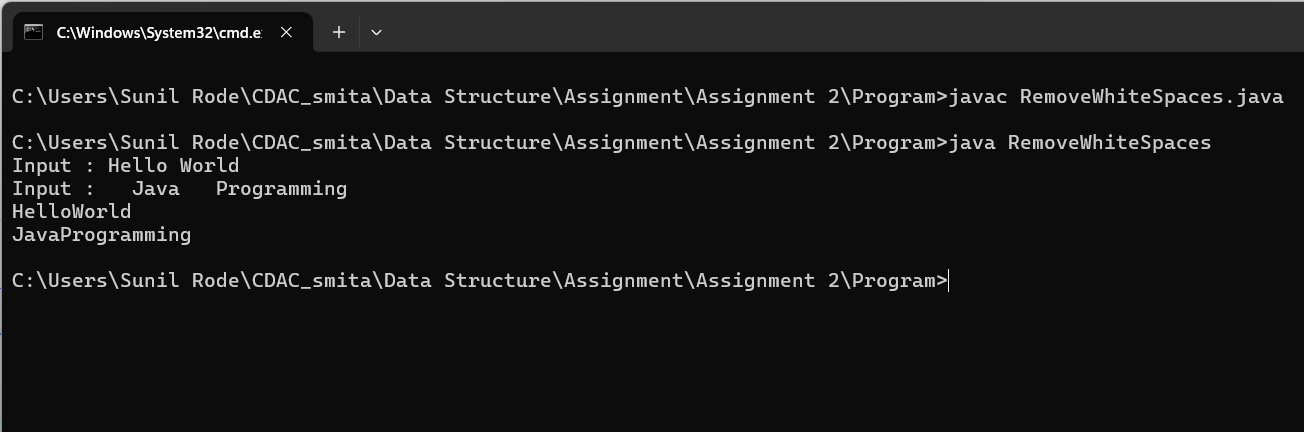 C:\Windows\System32\cmd.e
C:\Users\Sunil Rode\CDAC_smita\Data Structure\Assignment\Assignment 2\Program>javac RemoveWhiteSpaces.java
C:\Users\Sunil Rode\CDAC_smita\Data Structure\Assignment\Assignment 2\Program>java RemoveWhiteSpaces
Input : Hello World
Input :   Java   Programming
HelloWorld
JavaProgramming
C:\Users\Sunil Rode\CDAC_smita\Data Structure\Assignment\Assignment 2\Program>